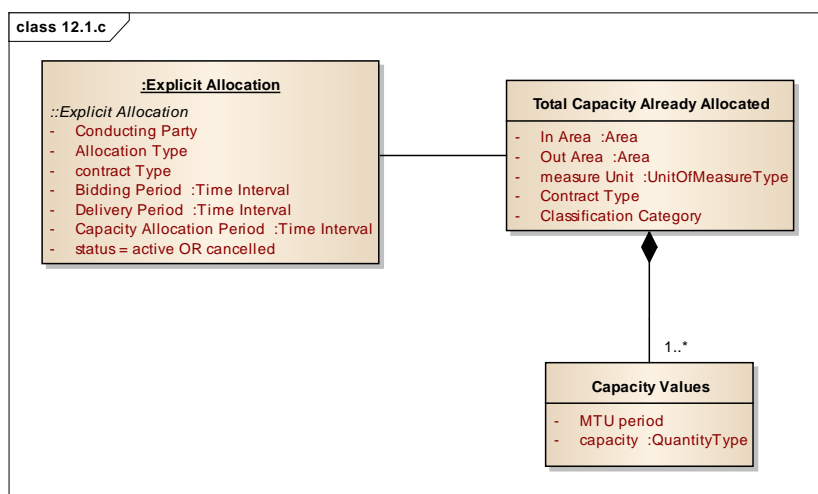 class 12.1.c
:Explicit Allocation
::Explicit Allocation
- Conducting Party
- Allocation Type
- contract Type
- Bidding Period :Time Interval
- Delivery Period :Time Interval
- Capacity Allocation Period :Time Interval
- status = active OR cancelled
Total Capacity Already Allocated
- In Area :Area
- Out Area :Area
- measure Unit :UnitOfMeasureType
- Contract Type
- Classification Category
1..*
Capacity Values
- MTU period
- capacity :QuantityType